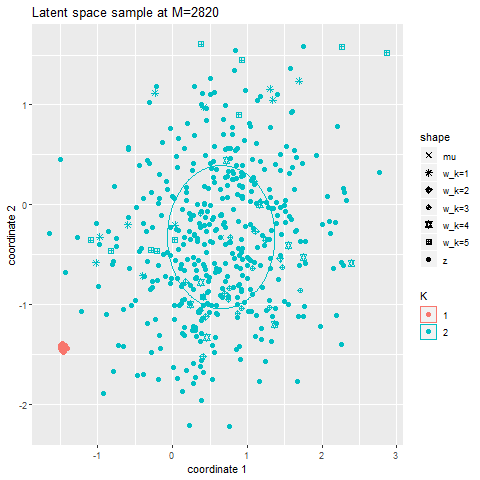 Latent space sample at M=2820
coordinate 2
1
0
-1
-2
-1
0
1
2
3
coordinate 1
shape
mu
w_k=1
w_k=2
w_k=3
w_k=4
w_k=5
z
K
1
2